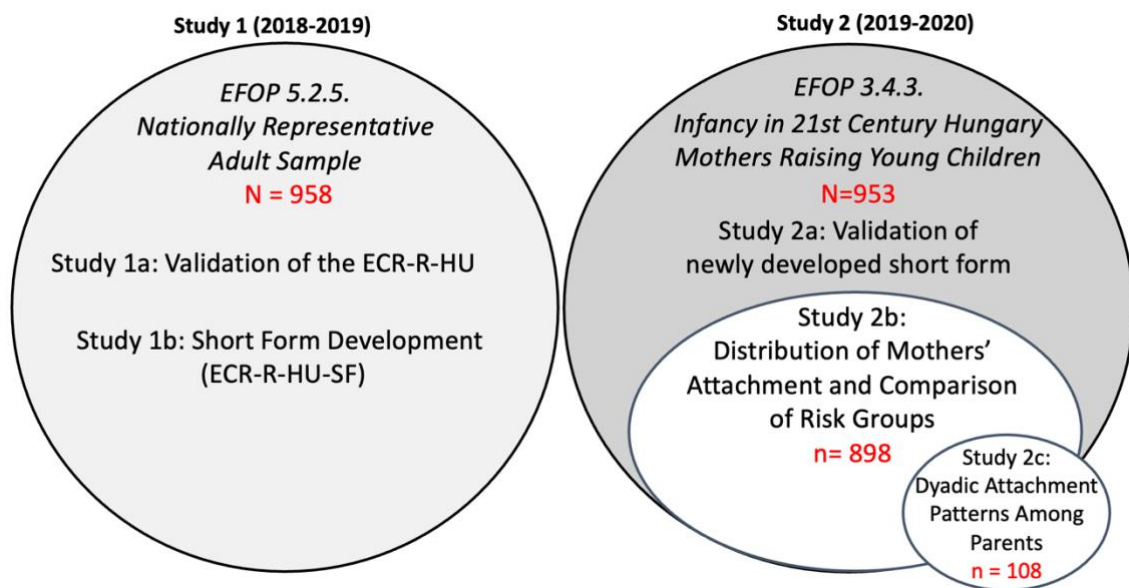 Study 1 (2018-2019)
EFOP 5.2.5.
Nationally Representative
Adult Sample
N = 958
Study 1a: Validation of the ECR-R-HU
Study 1b: Short Form Development
(ECR-R-HU-SF)
Study 2 (2019-2020)
EFOP 3.4.3.
Infancy in 21st Century Hungary
Mothers Raising Young Children
N=953
Study 2a: Validation of
newly developed short form
Study 2b:
Distribution of Mothers’
Attachment and Comparison
of Risk Groups
n= 898
Study 2c:
Dyadic Attachment
Patterns Among
Parents
n = 108